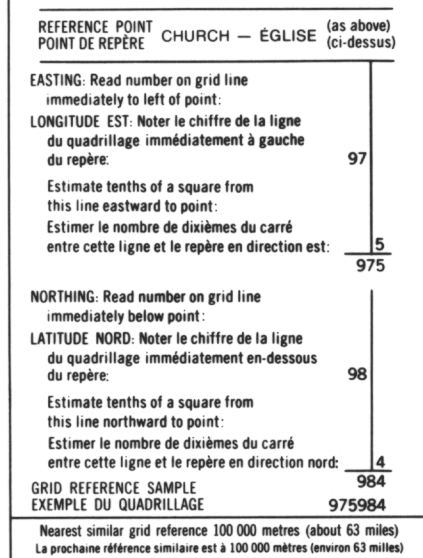 REFERENCE POINT CHURCH — ÉGLISE (as above)
POINT DE REPÈRE (ci-dessus)
EASTING: Read number on grid line
immediately to left of point:
LONGITUDE EST: Noter le chiffre de la ligne
du quadrillage immédiatement à gauche
du repère: 97
Estimate tenths of a square from
this line eastward to point:
Estimer le nombre de dixièmes du carré
entre cette ligne et le repère en direction est: 5
975
NORTHING: Read number on grid line
immediately below point:
LATITUDE NORD: Noter le chiffre de la ligne
du quadrillage immédiatement en-dessous
du repère: 98
Estimate tenths of a square from
this line northward to point:
Estimer le nombre de dixièmes du carré
entre cette ligne et le repère en direction nord: 4
984
GRID REFERENCE SAMPLE
EXEMPLE DU QUADRILLAGE 975984
Nearest similar grid reference 100 000 metres (about 63 miles)
La prochaine référence similaire est à 100 000 mètres (environ 63 milles)